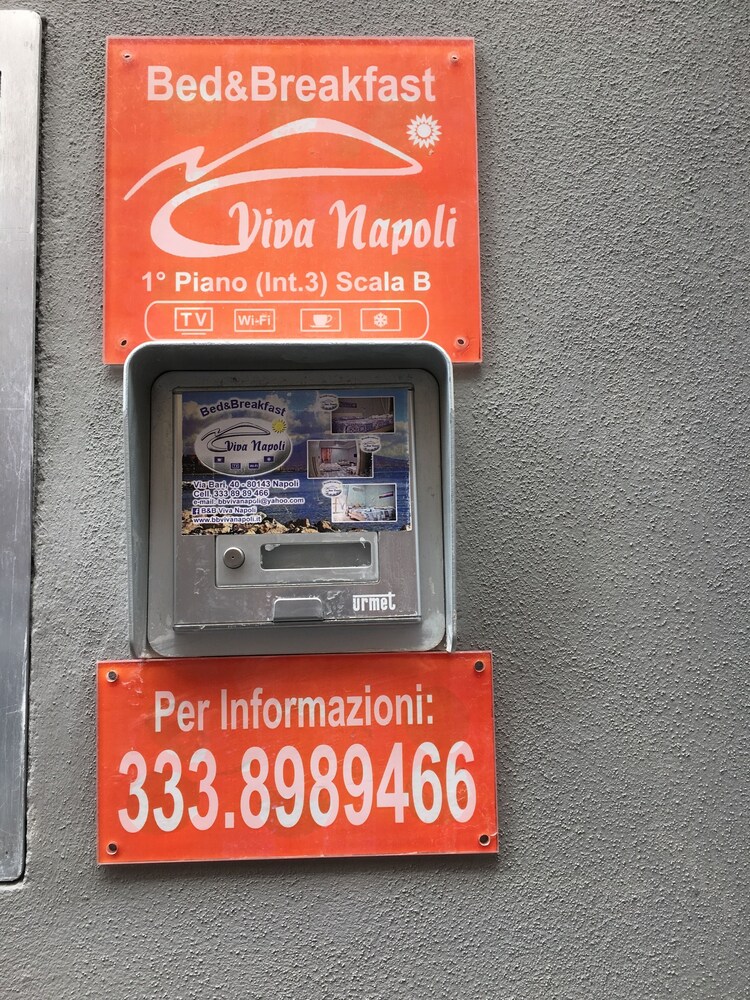 Bed&Breakfast
Viva Napoli
1° Piano (Int.3) Scala B
TV Wi-Fi
Bed&Breakfast
Viva Napoli
Via Bari, 40 - 80143 Napoli
Cell. 333 89 89 466
e-mail: bbvivanapoli@yahoo.com
f B&B Viva Napoli
www.bbvivanapoli.it
urmet
Per Informazioni:
333.8989466